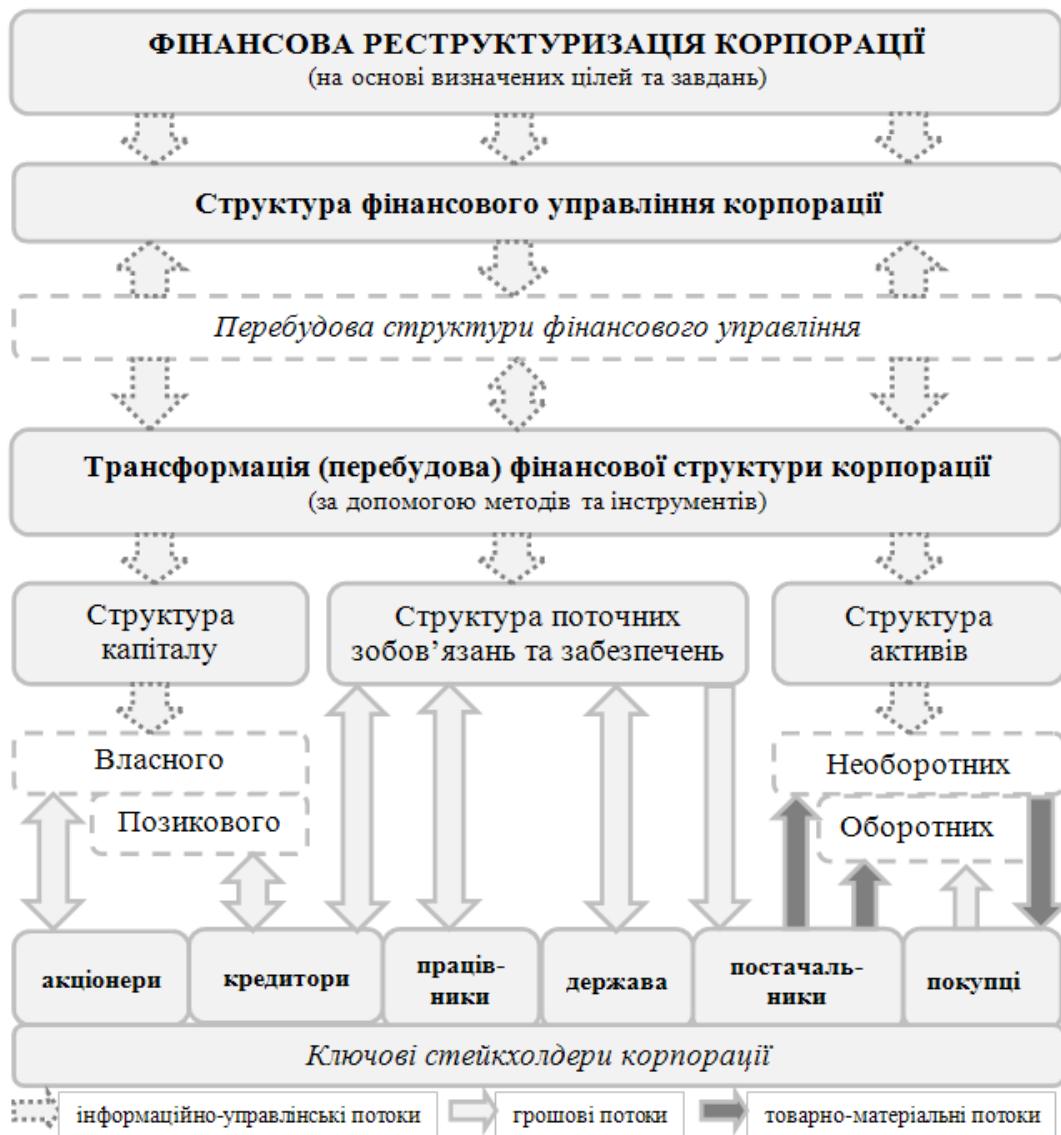 ФІНАНСОВА РЕСТРУКТУРИЗАЦІЯ КОРПОРАЦІЇ
(на основі визначених цілей та завдань)
Структура фінансового управління корпорації
Перебудова структури фінансового управління
Трансформація (перебудова) фінансової структури корпорації
(за допомогою методів та інструментів)
Структура
капіталу
Структура поточних
зобов’язань та забезпечень
Структура
активів
Власного
Позикового
Необоротних
Оборотних
акціонери
кредитори
праців-
ники
держава
постачаль-
ники
покупці
Ключові стейкхолдери корпорації
інформаційно-управлінські потоки
грошові потоки
товарно-матеріальні потоки